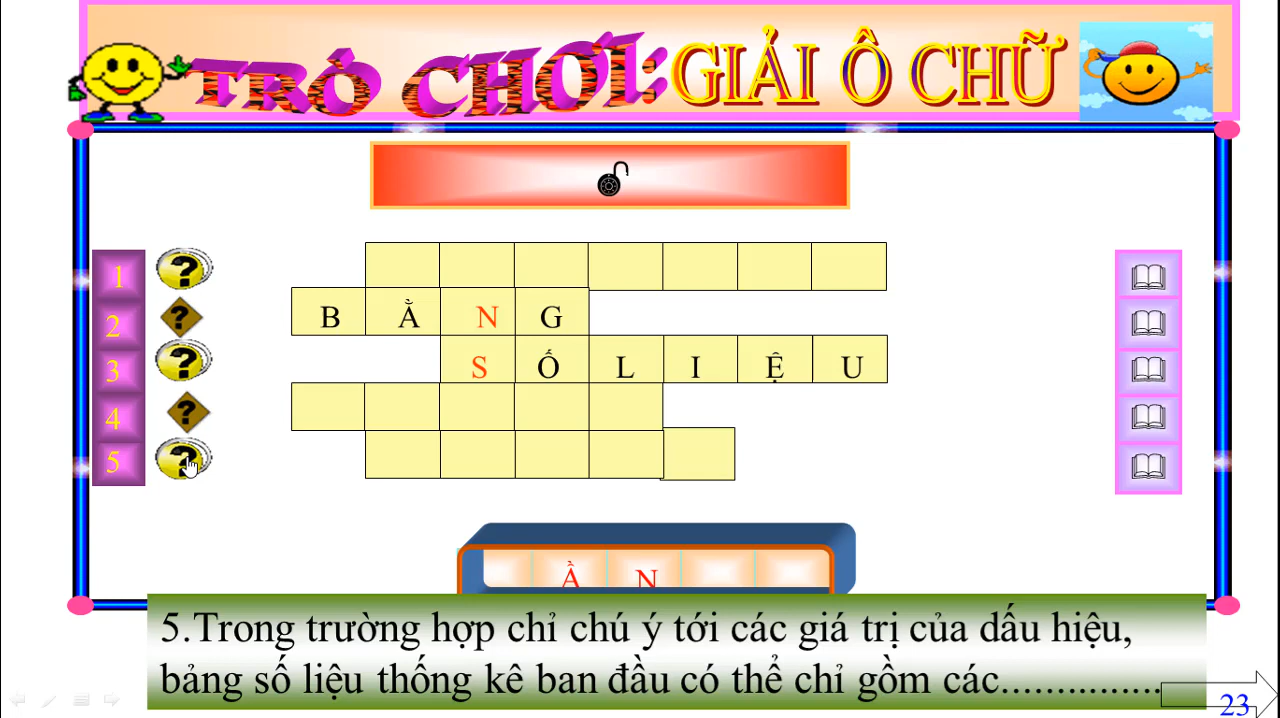 TRÒ CHƠI: GIẢI Ô CHỮ
1
2
B Ằ N G
3
S Ố L I Ệ U
4
5
Ầ N
5.Trong trường hợp chỉ chú ý tới các giá trị của dấu hiệu,
bảng số liệu thống kê ban đầu có thể chỉ gồm các...............
23